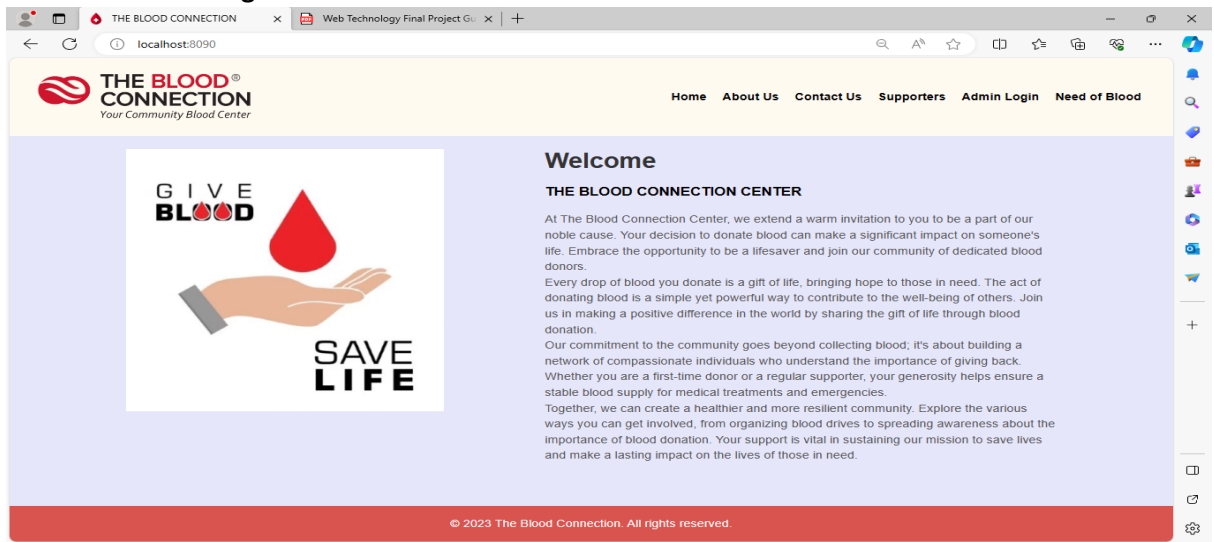 g
THE BLOOD CONNECTION
Web Technology Final Project Gu
localhost:8090
THE BLOOD®
CONNECTION
Your Community Blood Center
Home About Us Contact Us Supporters Admin Login Need of Blood
GIVE
BLOOD
SAVE
LIFE
Welcome
THE BLOOD CONNECTION CENTER
At The Blood Connection Center, we extend a warm invitation to you to be a part of our
noble cause. Your decision to donate blood can make a significant impact on someone's
life. Embrace the opportunity to be a lifesaver and join our community of dedicated blood
donors.
Every drop of blood you donate is a gift of life, bringing hope to those in need. The act of
donating blood is a simple yet powerful way to contribute to the well-being of others. Join
us in making a positive difference in the world by sharing the gift of life through blood
donation.
Our commitment to the community goes beyond collecting blood; it's about building a
network of compassionate individuals who understand the importance of giving back.
Whether you are a first-time donor or a regular supporter, your generosity helps ensure a
stable blood supply for medical treatments and emergencies.
Together, we can create a healthier and more resilient community. Explore the various
ways you can get involved, from organizing blood drives to spreading awareness about the
importance of blood donation. Your support is vital in sustaining our mission to save lives
and make a lasting impact on the lives of those in need.
© 2023 The Blood Connection. All rights reserved.